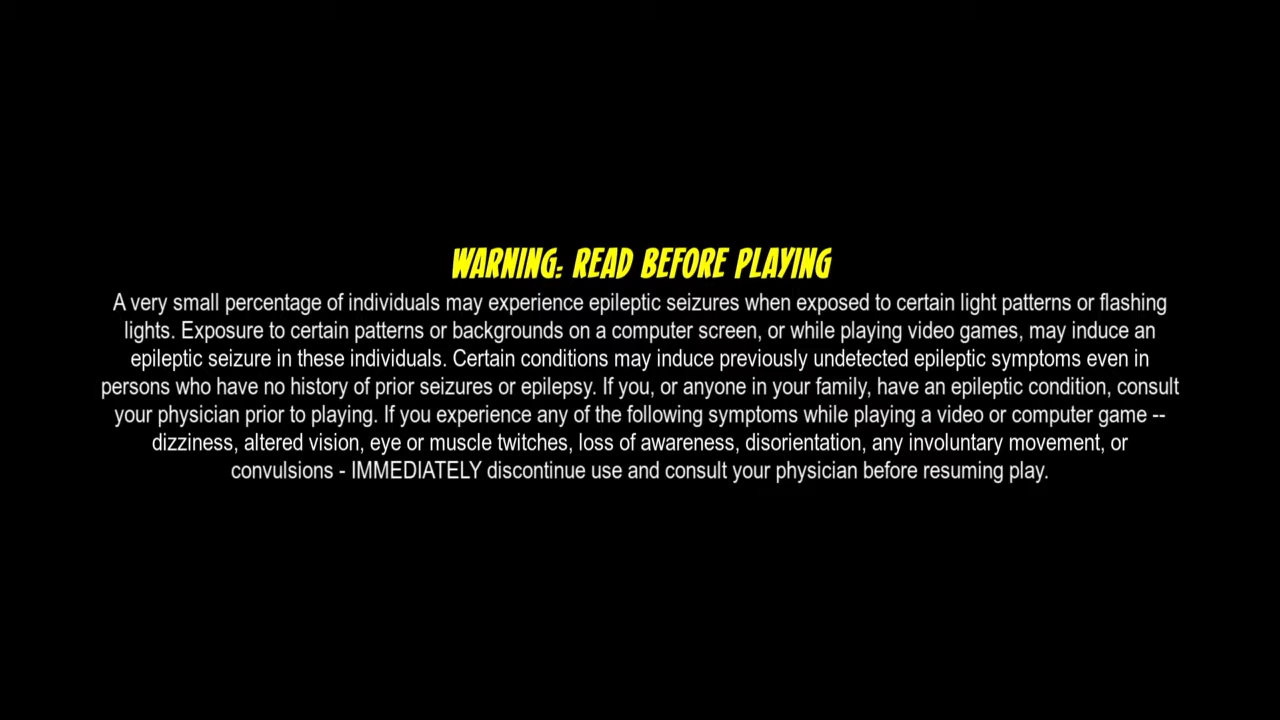 WARNING: READ BEFORE PLAYING
A very small percentage of individuals may experience epileptic seizures when exposed to certain light patterns or flashing
lights. Exposure to certain patterns or backgrounds on a computer screen, or while playing video games, may induce an
epileptic seizure in these individuals. Certain conditions may induce previously undetected epileptic symptoms even in
persons who have no history of prior seizures or epilepsy. If you, or anyone in your family, have an epileptic condition, consult
your physician prior to playing. If you experience any of the following symptoms while playing a video or computer game --
dizziness, altered vision, eye or muscle twitches, loss of awareness, disorientation, any involuntary movement, or
convulsions - IMMEDIATELY discontinue use and consult your physician before resuming play.